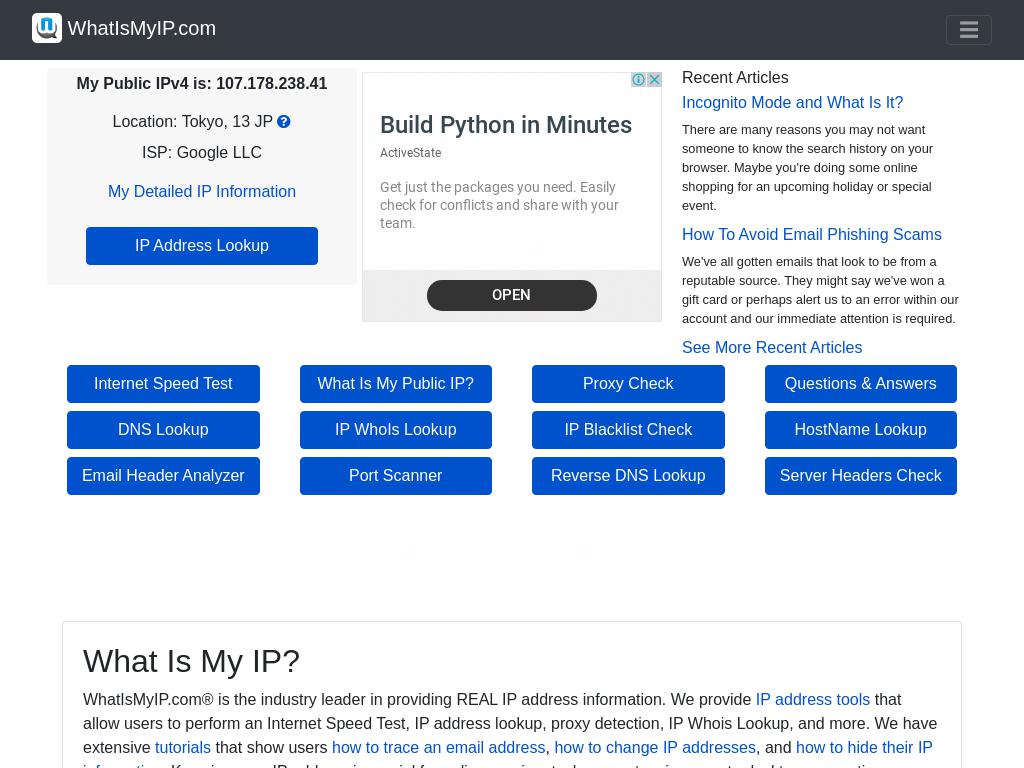 WhatIsMyIP.com
My Public IPv4 is: 107.178.238.41
Location: Tokyo, 13 JP
ISP: Google LLC
My Detailed IP Information
IP Address Lookup
Build Python in Minutes
ActiveState
Get just the packages you need. Easily
check for conflicts and share with your
team.
OPEN
Recent Articles
Incognito Mode and What Is It?
There are many reasons you may not want
someone to know the search history on your
browser. Maybe you're doing some online
shopping for an upcoming holiday or special
event.
How To Avoid Email Phishing Scams
We've all gotten emails that look to be from a
reputable source. They might say we've won a
gift card or perhaps alert us to an error within our
account and our immediate attention is required.
See More Recent Articles
Internet Speed Test
What Is My Public IP?
Proxy Check
Questions & Answers
DNS Lookup
IP WhoIs Lookup
IP Blacklist Check
HostName Lookup
Email Header Analyzer
Port Scanner
Reverse DNS Lookup
Server Headers Check
What Is My IP?
WhatIsMyIP.com® is the industry leader in providing REAL IP address information. We provide IP address tools that
allow users to perform an Internet Speed Test, IP address lookup, proxy detection, IP Whois Lookup, and more. We have
extensive tutorials that show users how to trace an email address, how to change IP addresses, and how to hide their IP